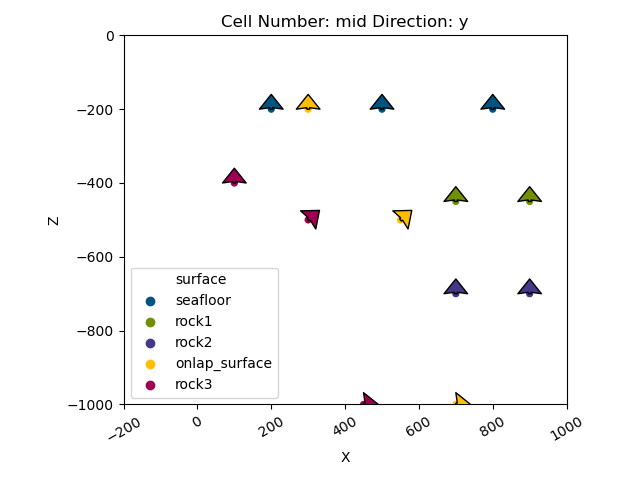 Cell Number: mid Direction: y
0
−200
−400
−600
−800
−1000
Z
surface
seafloor
rock1
rock2
onlap_surface
rock3
−200
0
200
400
600
800
1000
X